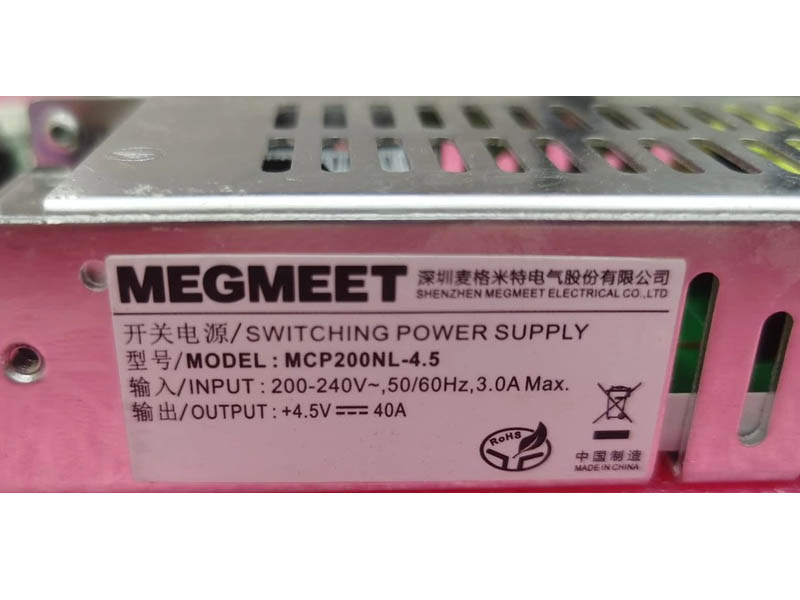 MEGMEET 深圳麦格米特电气股份有限公司
SHENZHEN MEGMEET ELECTRICAL CO., LTD
开关电源/SWITCHING POWER SUPPLY
型号/MODEL : MCP200NL-4.5
输入/INPUT : 200-240V~,50/60Hz,3.0A Max.
输出/OUTPUT : +4.5V⎓ 40A
RoHS
中国制造
MADE IN CHINA